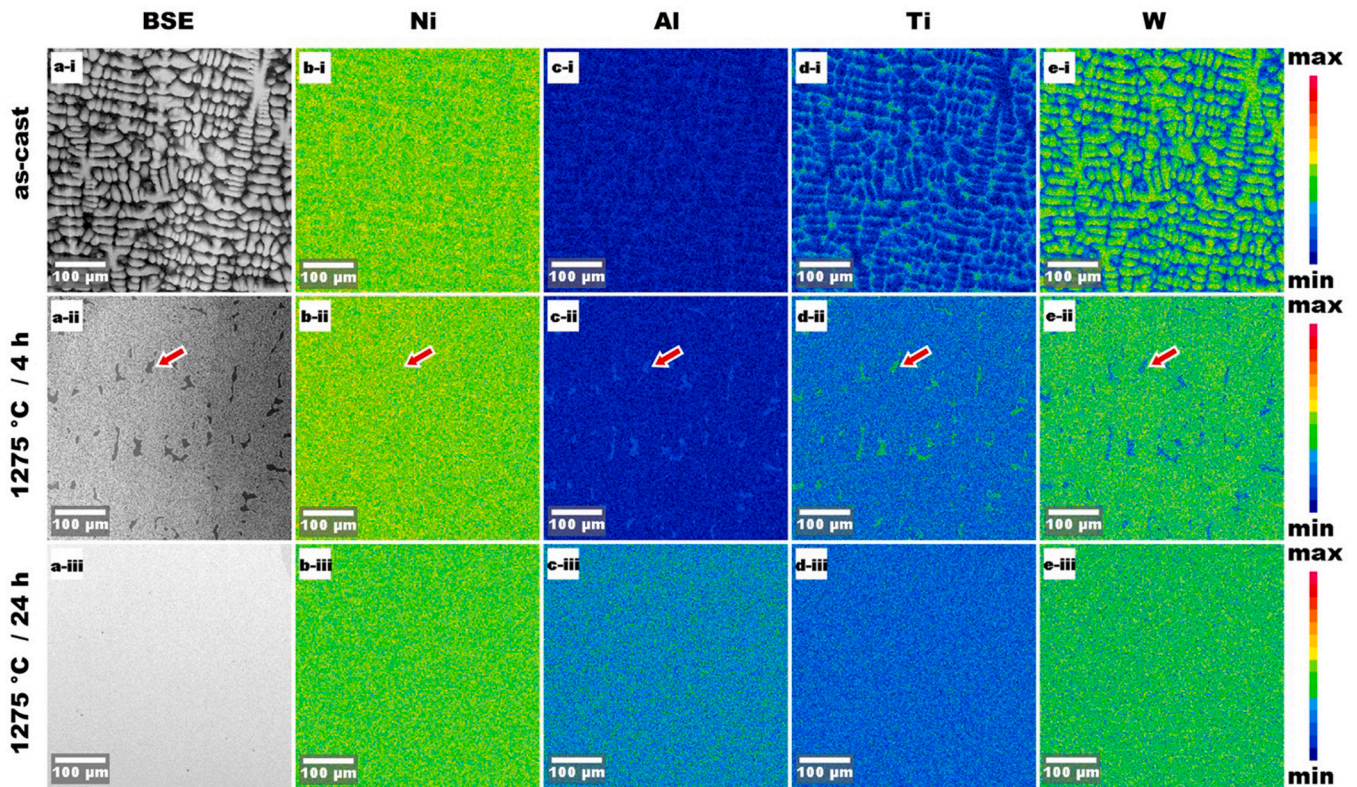 BSE Ni Al Ti W
as-cast
a-i b-i c-i d-i e-i
max
100 µm 100 µm 100 µm 100 µm 100 µm
min
1275 °C / 4 h
a-ii b-ii c-ii d-ii e-ii
max
100 µm 100 µm 100 µm 100 µm 100 µm
min
1275 °C / 24 h
a-iii b-iii c-iii d-iii e-iii
max
100 µm 100 µm 100 µm 100 µm 100 µm
min